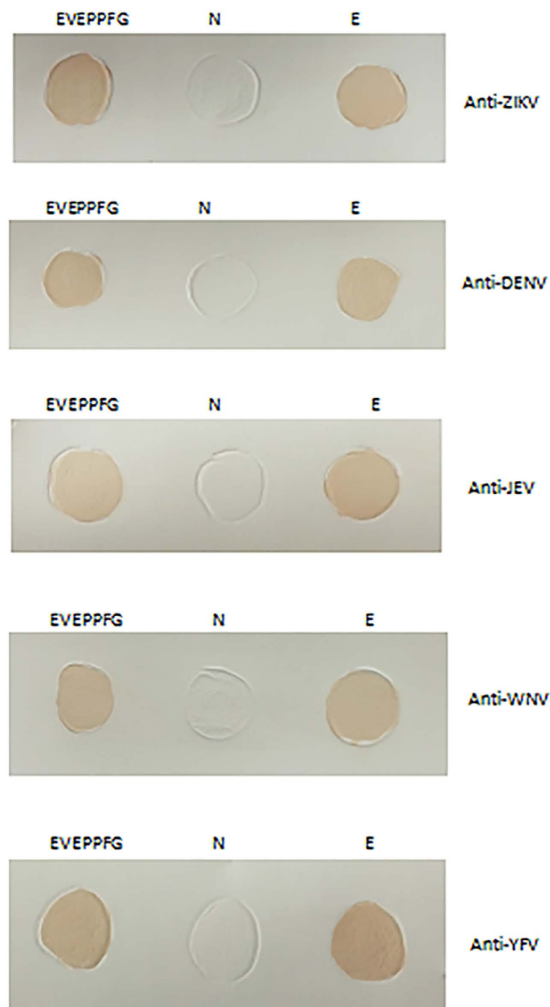 EVEPPFG N E
Anti-ZIKV
EVEPPFG N E
Anti-DENV
EVEPPFG N E
Anti-JEV
EVEPPFG N E
Anti-WNV
EVEPPFG N E
Anti-YFV